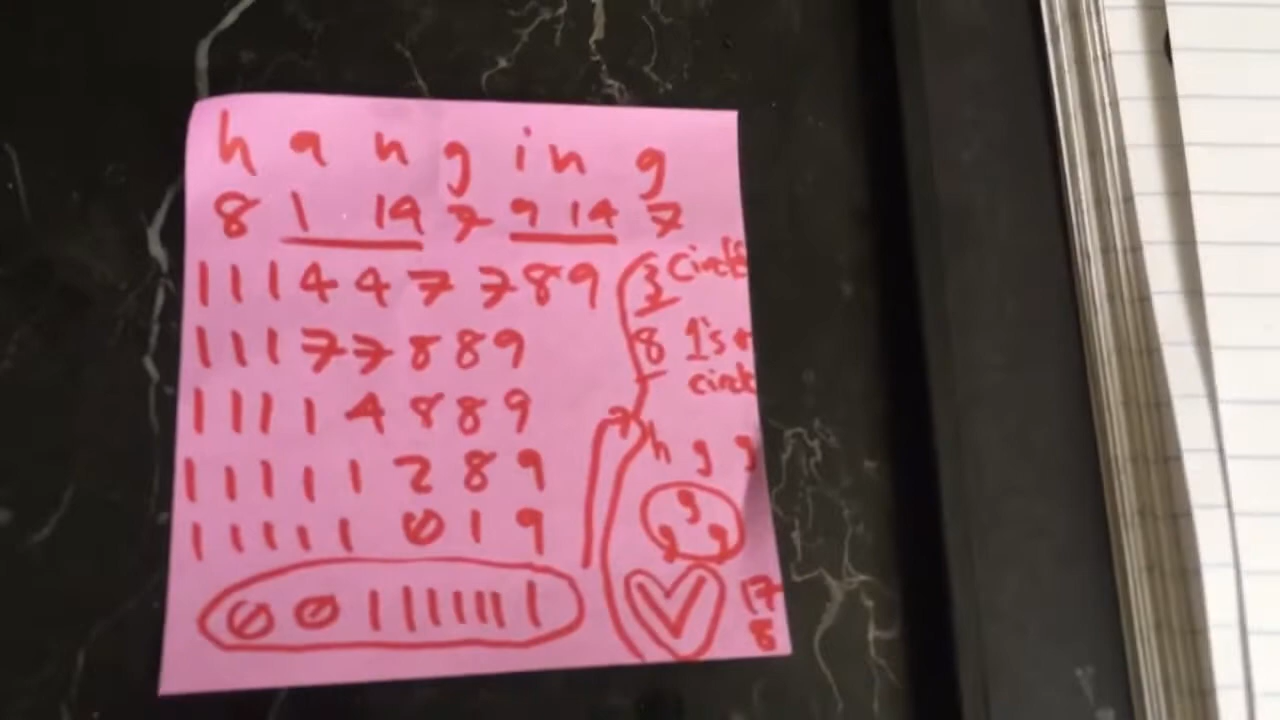 h a n g i n g
8 1 14 7 9 14 7
1 1 1 4 4 7 7 8 9
1 1 1 7 7 8 8 9
1 1 1 1 4 8 8 9
1 1 1 1 1 2 8 9
1 1 1 1 1 0 1 9
0 0 1 1 1 1 1 1 1
3
8 1's
h g g
g
9 9
17
8